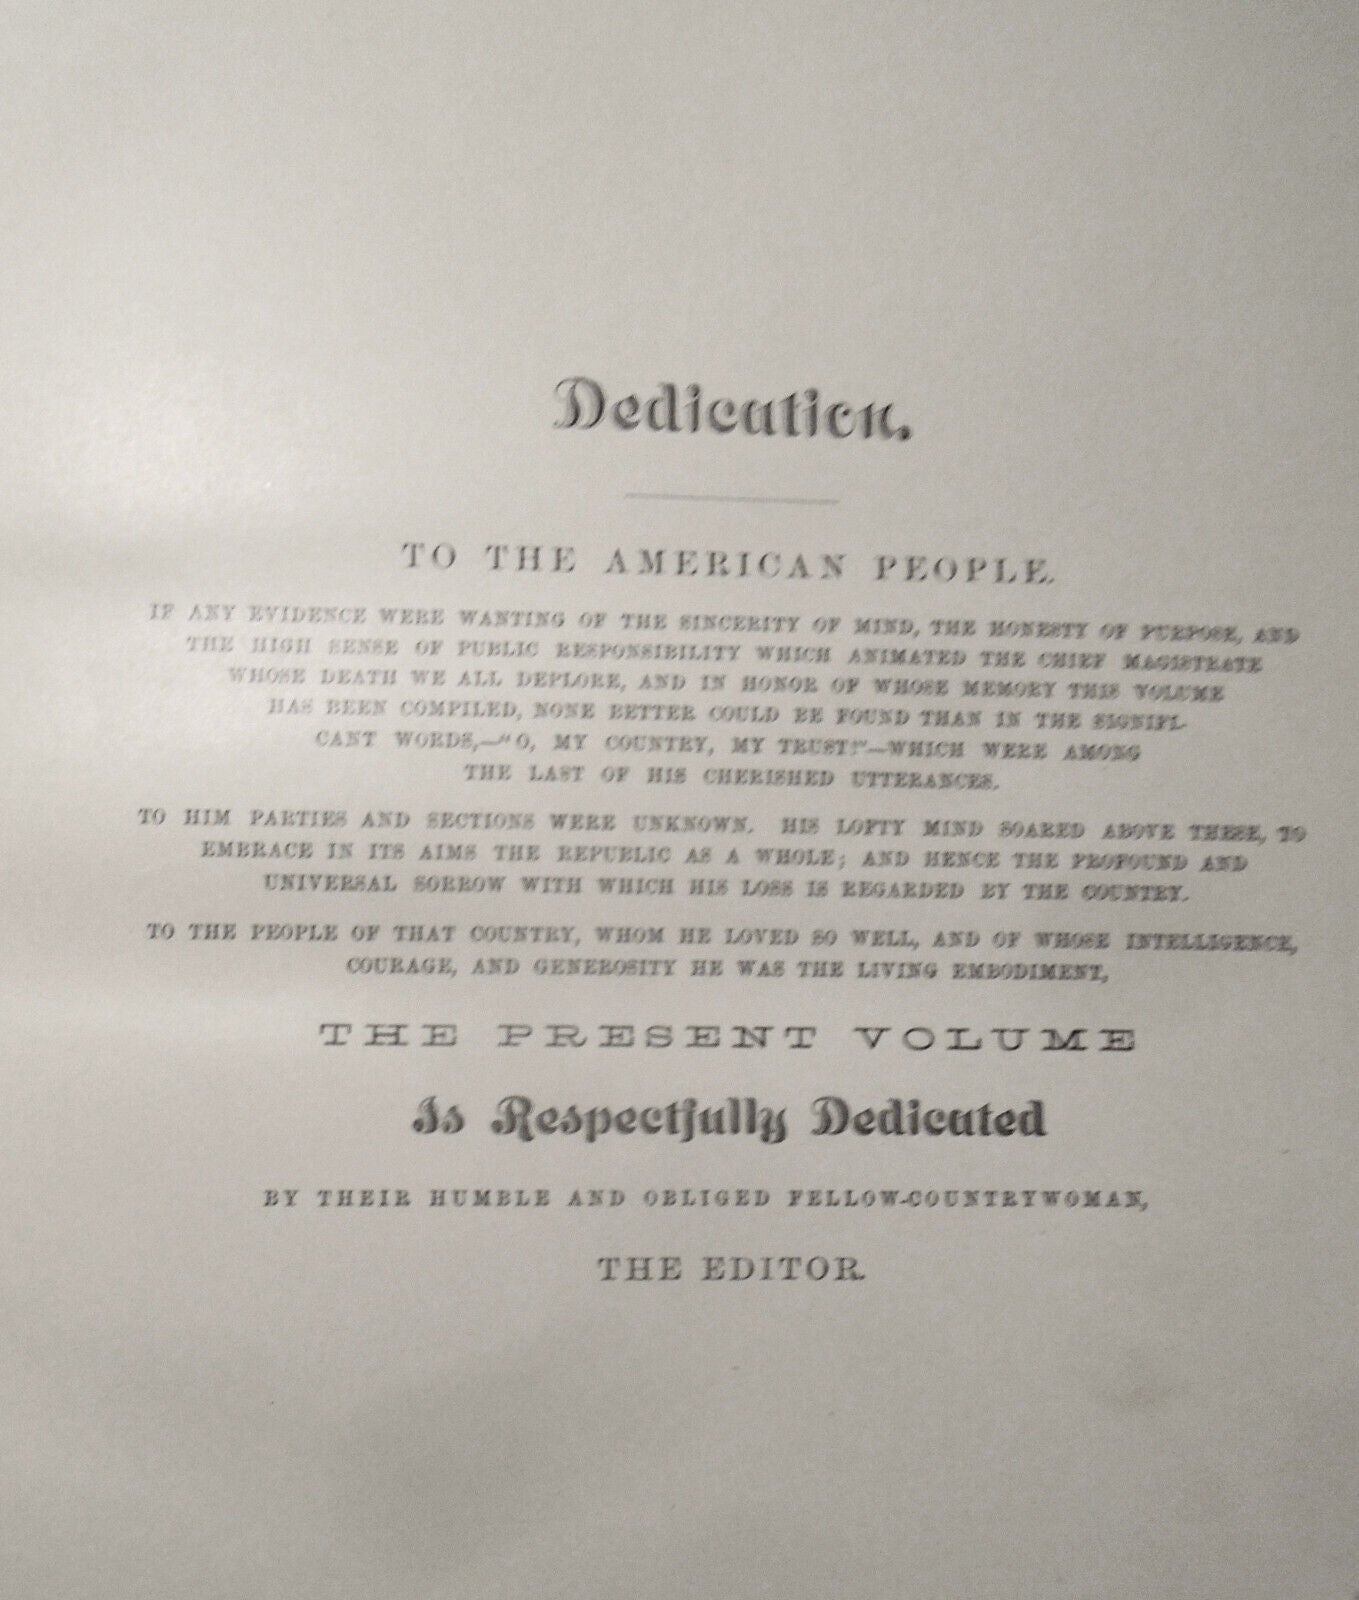 Dedication.
TO THE AMERICAN PEOPLE.
IF ANY EVIDENCE WERE WANTING OF THE SINCERITY OF MIND, THE HONESTY OF PURPOSE, AND
THE HIGH SENSE OF PUBLIC RESPONSIBILITY WHICH ANIMATED THE CHIEF MAGISTRATE
WHOSE DEATH WE ALL DEPLORE, AND IN HONOR OF WHOSE MEMORY THIS VOLUME
HAS BEEN COMPILED, NONE BETTER COULD BE FOUND THAN IN THE SIGNIFI-
CANT WORDS,—"O, MY COUNTRY, MY TRUST!"—WHICH WERE AMONG
THE LAST OF HIS CHERISHED UTTERANCES.
TO HIM PARTIES AND SECTIONS WERE UNKNOWN. HIS LOFTY MIND SOARED ABOVE THESE, TO
EMBRACE IN ITS AIMS THE REPUBLIC AS A WHOLE; AND HENCE THE PROFOUND AND
UNIVERSAL SORROW WITH WHICH HIS LOSS IS REGARDED BY THE COUNTRY.
TO THE PEOPLE OF THAT COUNTRY, WHOM HE LOVED SO WELL, AND OF WHOSE INTELLIGENCE,
COURAGE, AND GENEROSITY HE WAS THE LIVING EMBODIMENT,
THE PRESENT VOLUME
Is Respectfully Dedicated
BY THEIR HUMBLE AND OBLIGED FELLOW-COUNTRYWOMAN,
THE EDITOR.